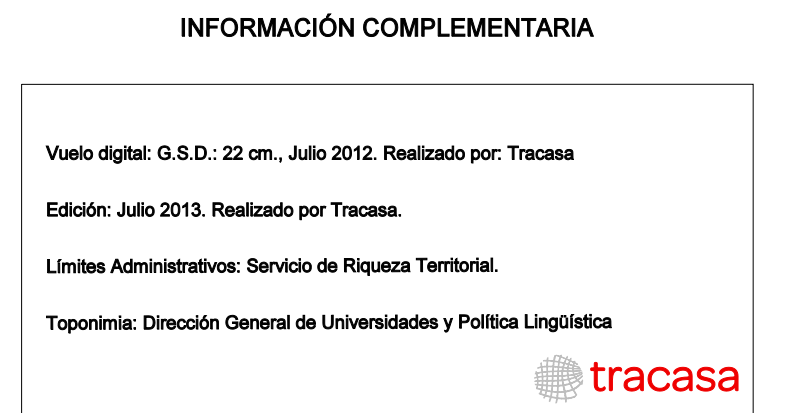 INFORMACIÓN COMPLEMENTARIA
Vuelo digital: G.S.D.: 22 cm., Julio 2012. Realizado por: Tracasa
Edición: Julio 2013. Realizado por Tracasa.
Límites Administrativos: Servicio de Riqueza Territorial.
Toponimia: Dirección General de Universidades y Política Lingüística
tracasa